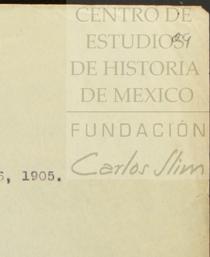 CENTRO DE
ESTUDIOS
DE HISTORIA
DE MEXICO
FUNDACIÓN
Carlos Slim
, 1905.